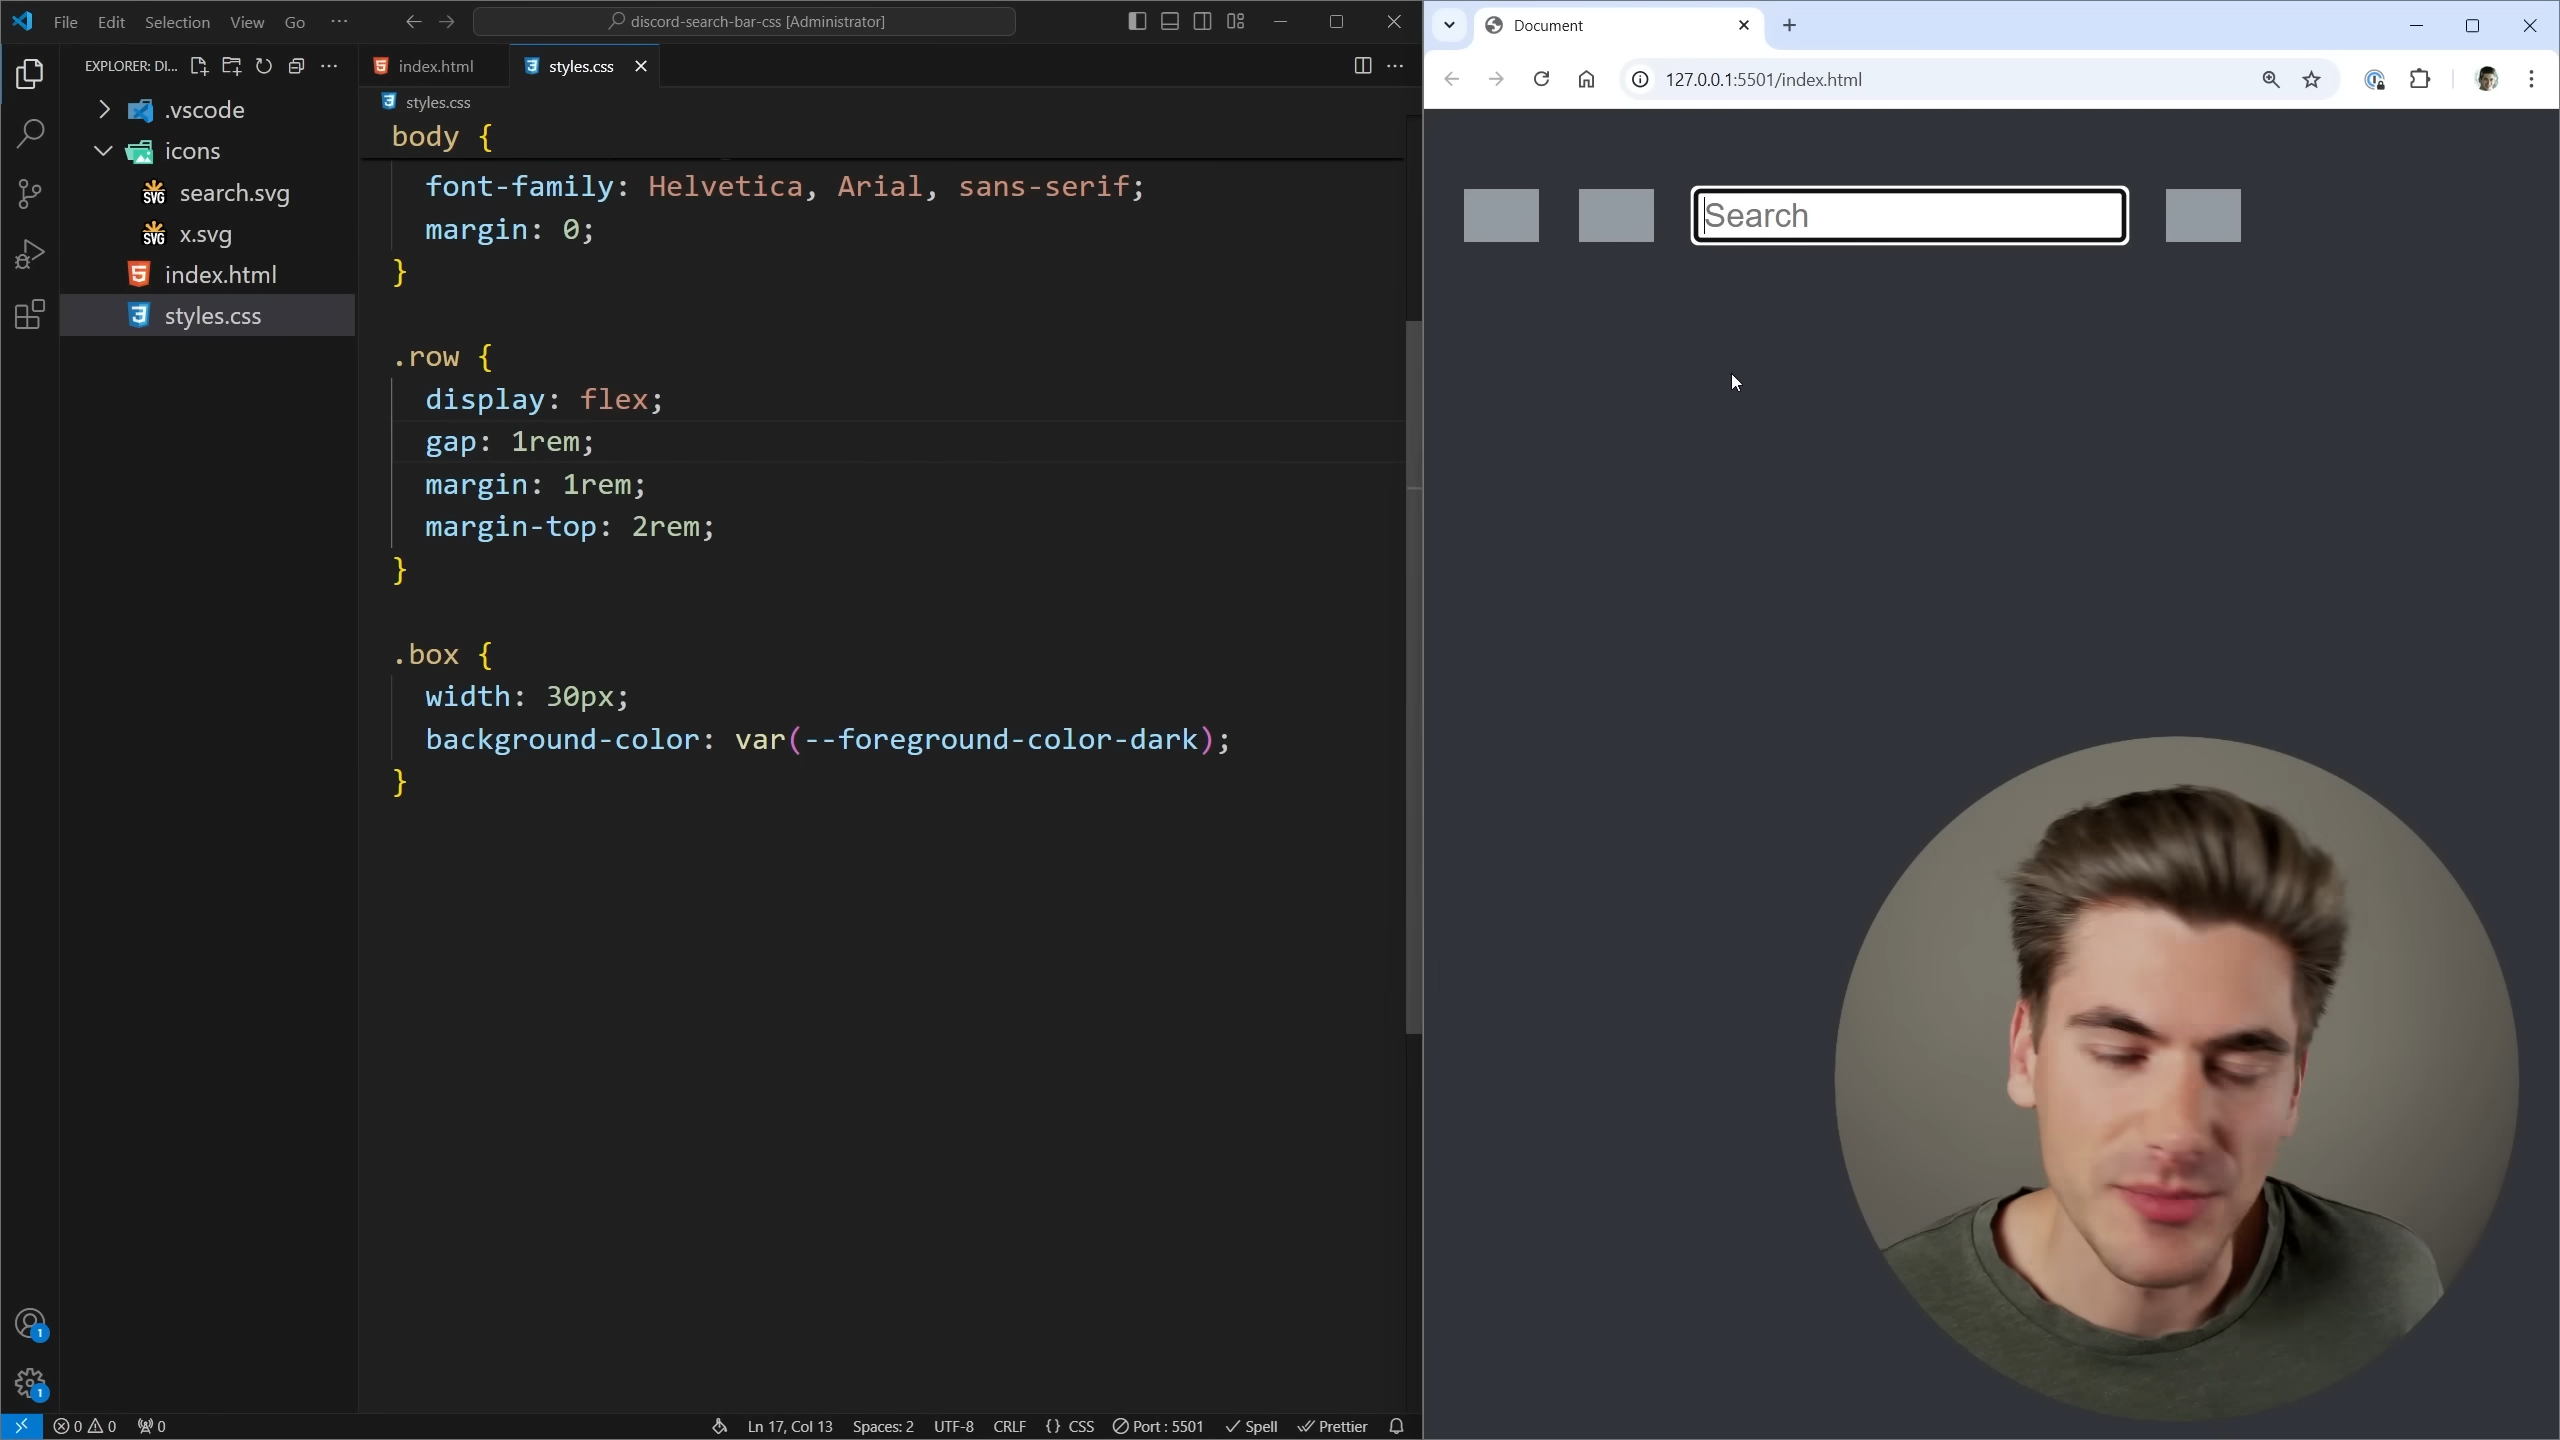 File Edit Selection View Go ···
discord-search-bar-css [Administrator]
EXPLORER: DI...
.vscode
icons
search.svg
x.svg
index.html
styles.css
index.html
styles.css
styles.css
body {
font-family: Helvetica, Arial, sans-serif;
margin: 0;
}
.row {
display: flex;
gap: 1rem;
margin: 1rem;
margin-top: 2rem;
}
.box {
width: 30px;
background-color: var(--foreground-color-dark);
}
1
1
0 0 0
Ln 17, Col 13 Spaces: 2 UTF-8 CRLF {} CSS Port : 5501 Spell Prettier
Document
127.0.0.1:5501/index.html
Search